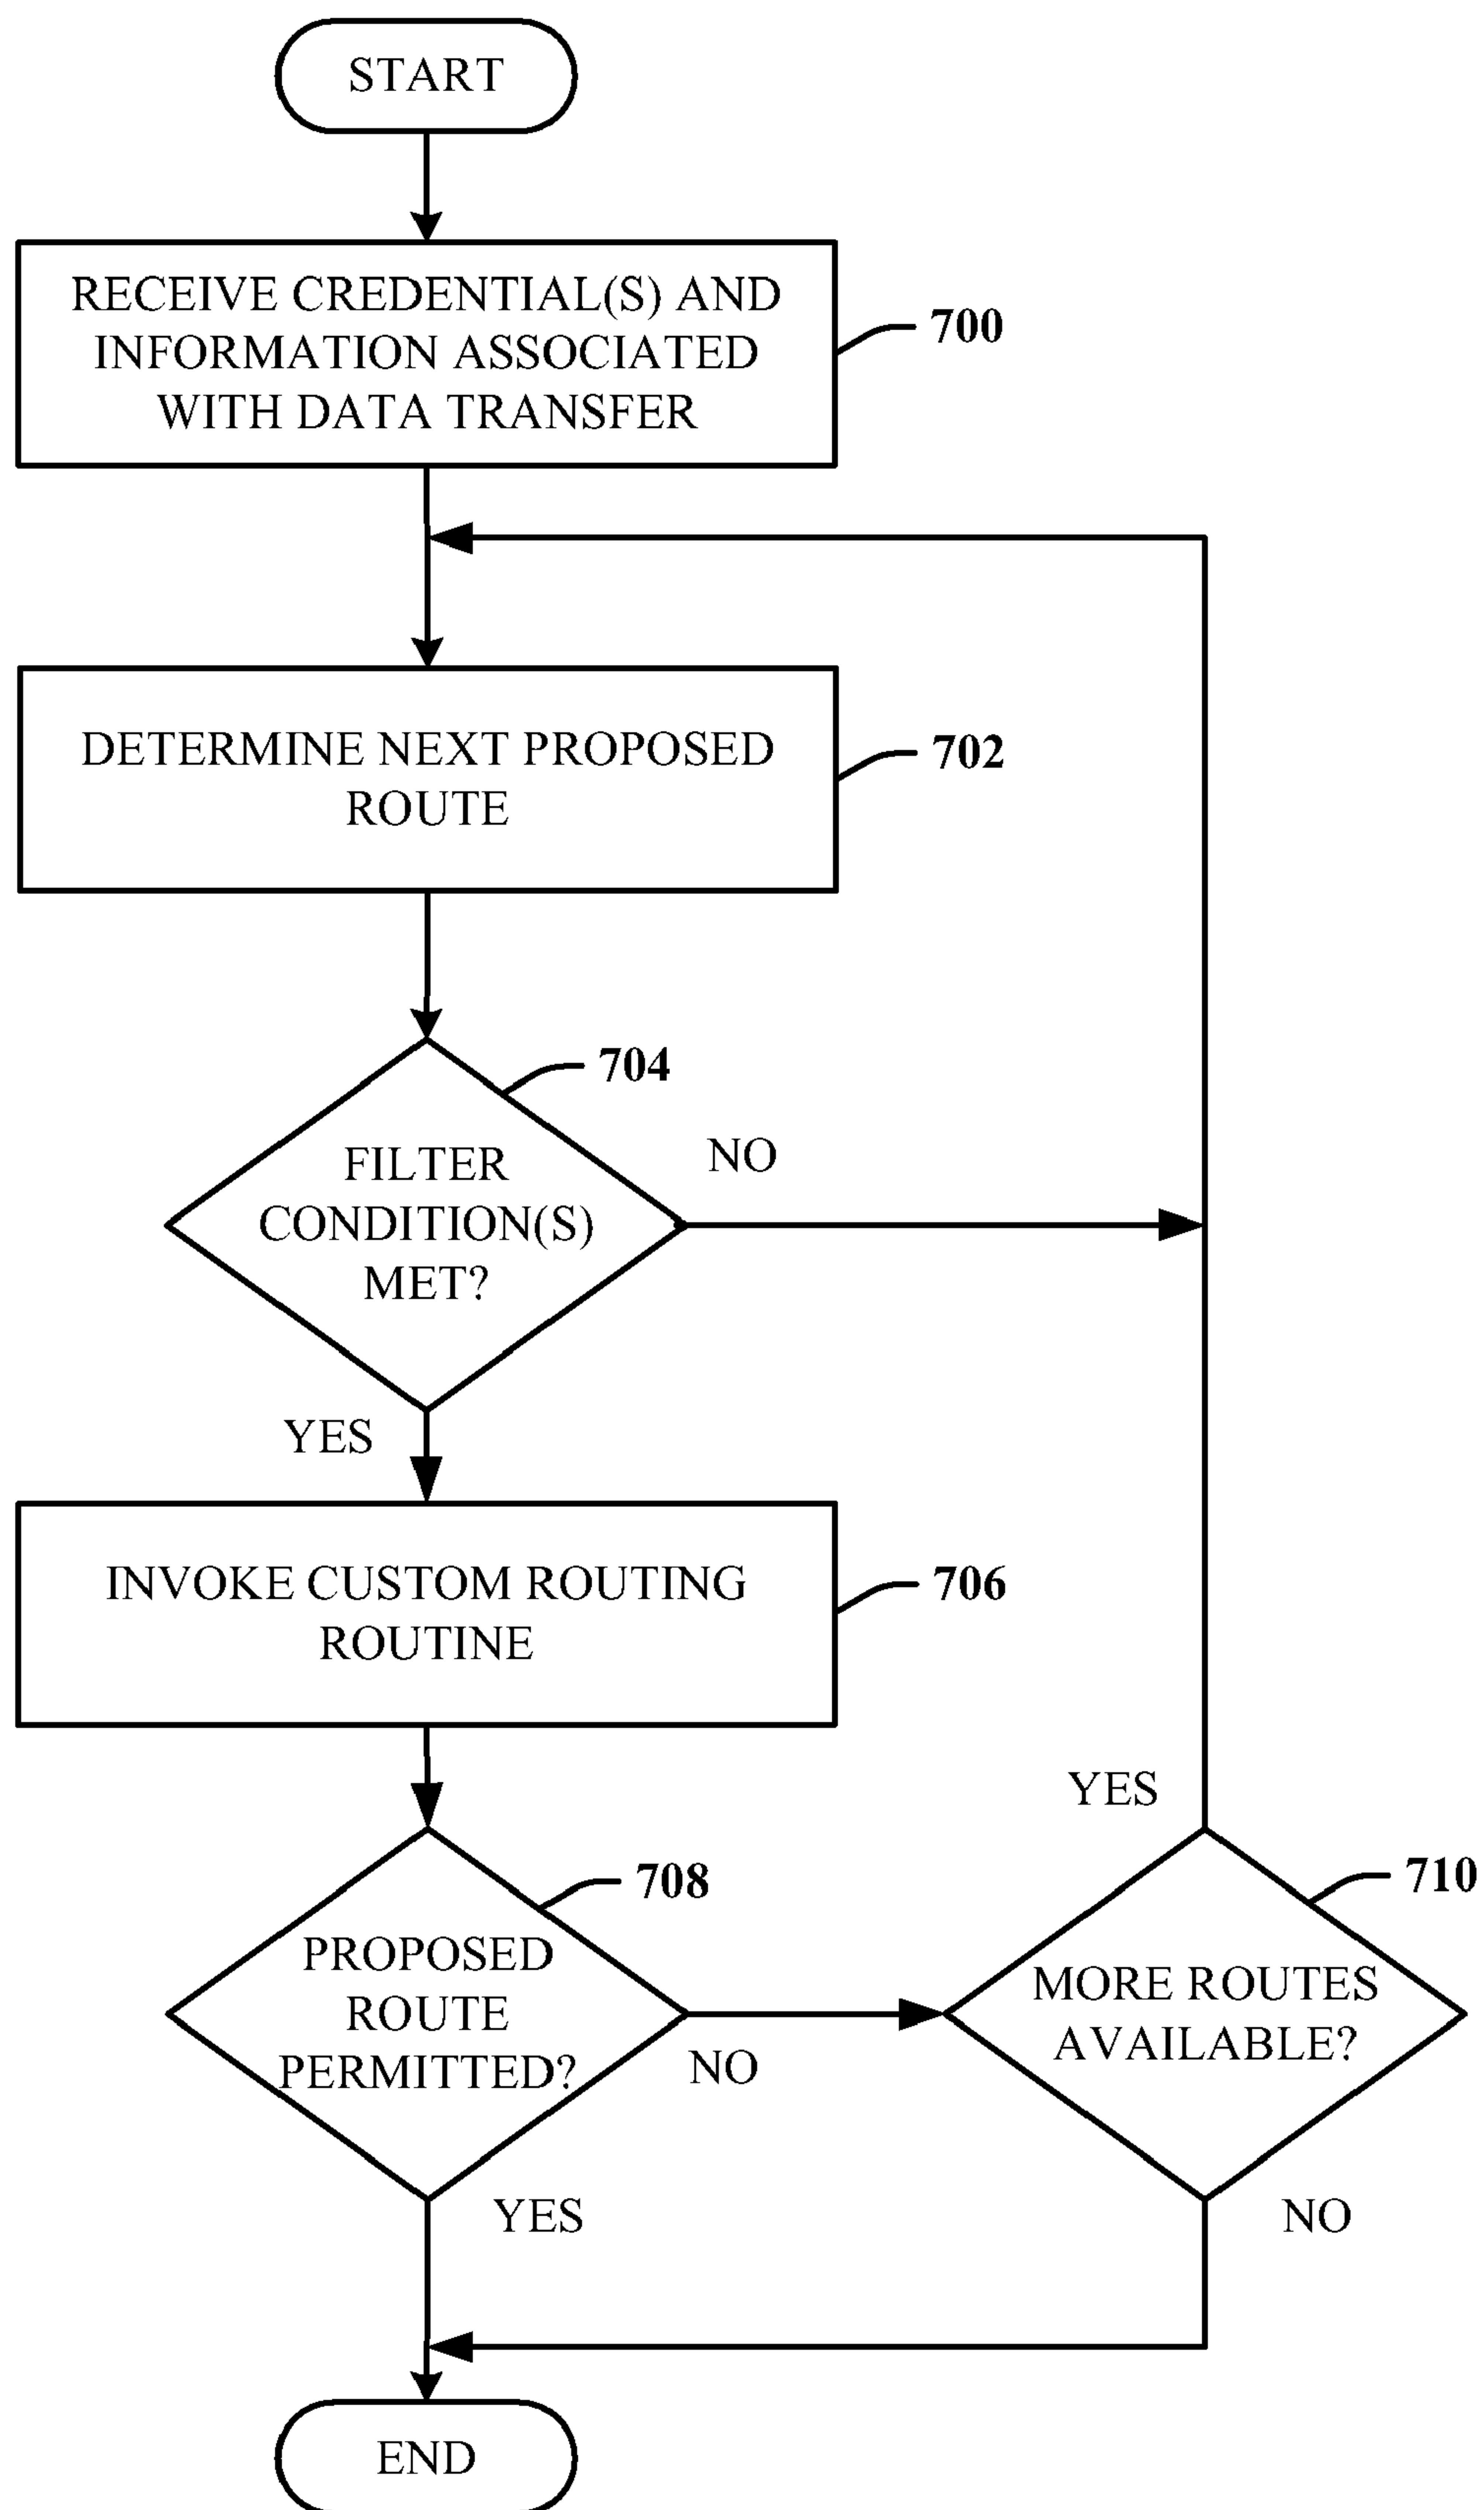 START
RECEIVE CREDENTIAL(S) AND
INFORMATION ASSOCIATED
WITH DATA TRANSFER
700
DETERMINE NEXT PROPOSED
ROUTE
702
704
FILTER
CONDITION(S)
MET?
NO
YES
INVOKE CUSTOM ROUTING
ROUTINE
706
708
PROPOSED
ROUTE
PERMITTED?
NO
YES
YES
710
MORE ROUTES
AVAILABLE?
NO
END